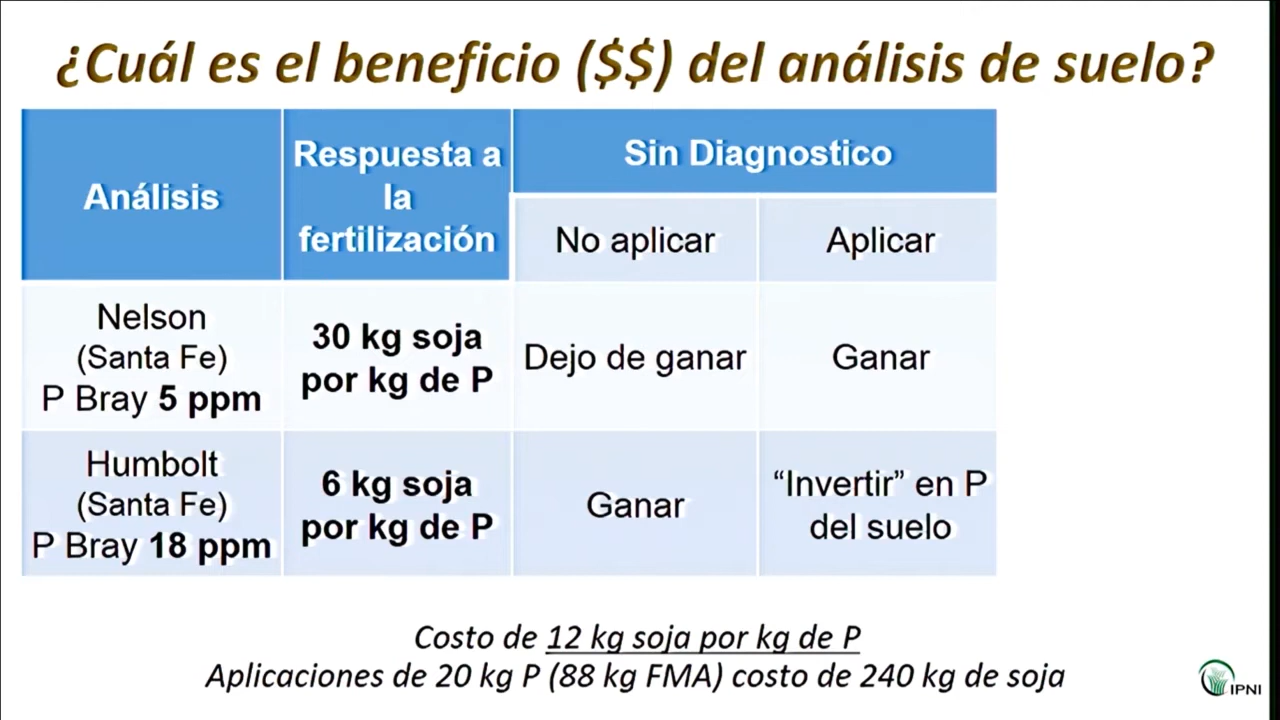 ¿Cuál es el beneficio ($$) del análisis de suelo?
Análisis
Respuesta a
la
fertilización
Sin Diagnostico
No aplicar
Aplicar
Nelson
(Santa Fe)
P Bray 5 ppm
30 kg soja
por kg de P
Dejo de ganar
Ganar
Humbolt
(Santa Fe)
P Bray 18 ppm
6 kg soja
por kg de P
Ganar
“Invertir” en P
del suelo
Costo de 12 kg soja por kg de P
Aplicaciones de 20 kg P (88 kg FMA) costo de 240 kg de soja
IPNI